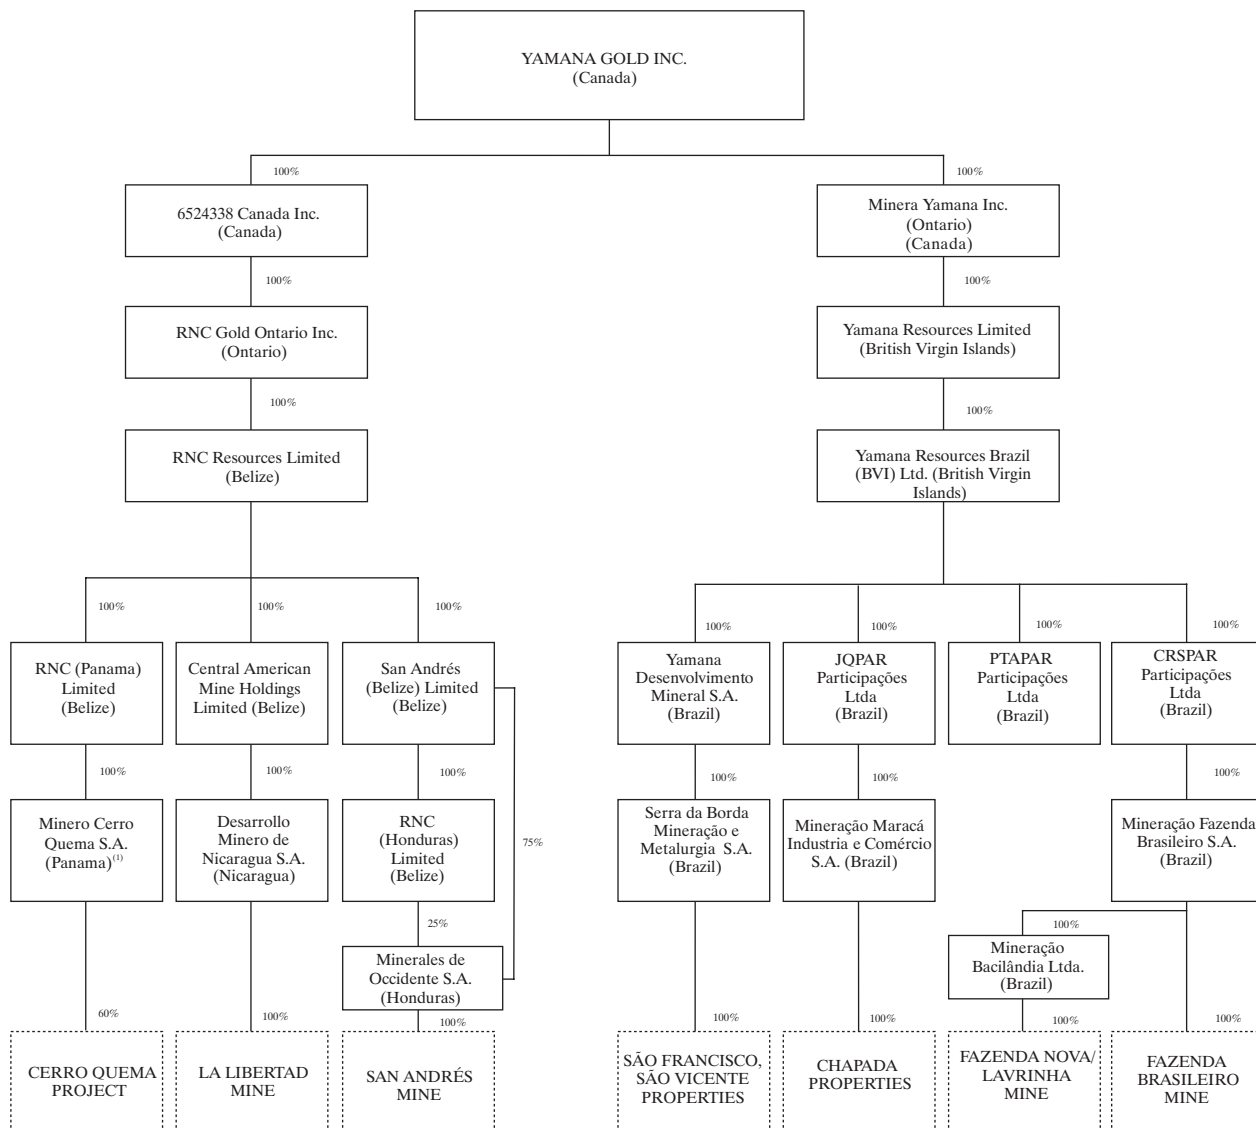 YAMANA GOLD INC.
(Canada)
100%
100%
6524338 Canada Inc.
(Canada)
Minera Yamana Inc.
(Ontario)
(Canada)
100%
100%
RNC Gold Ontario Inc.
(Ontario)
Yamana Resources Limited
(British Virgin Islands)
100%
100%
RNC Resources Limited
(Belize)
Yamana Resources Brazil
(BVI) Ltd. (British Virgin
Islands)
100%
100%
100%
100%
100%
100%
100%
RNC (Panama)
Limited
(Belize)
Central American
Mine Holdings
Limited (Belize)
San Andrés
(Belize) Limited
(Belize)
Yamana
Desenvolvimento
Mineral S.A.
(Brazil)
JQPAR
Participações
Ltda
(Brazil)
PTAPAR
Participações
Ltda
(Brazil)
CRSPAR
Participações
Ltda
(Brazil)
100%
100%
100%
100%
100%
100%
Minero Cerro
Quema S.A.
(Panama)(1)
Desarrollo
Minero de
Nicaragua S.A.
(Nicaragua)
RNC
(Honduras)
Limited
(Belize)
75%
Serra da Borda
Mineração e
Metalurgia S.A.
(Brazil)
Mineração Maracá
Industria e Comércio
S.A. (Brazil)
Mineração Fazenda
Brasileiro S.A.
(Brazil)
25%
100%
Minerales de
Occidente S.A.
(Honduras)
Mineração
Bacilândia Ltda.
(Brazil)
60%
100%
100%
100%
100%
100%
100%
CERRO QUEMA
PROJECT
LA LIBERTAD
MINE
SAN ANDRÉS
MINE
SÃO FRANCISCO,
SÃO VICENTE
PROPERTIES
CHAPADA
PROPERTIES
FAZENDA NOVA/
LAVRINHA
MINE
FAZENDA
BRASILEIRO
MINE